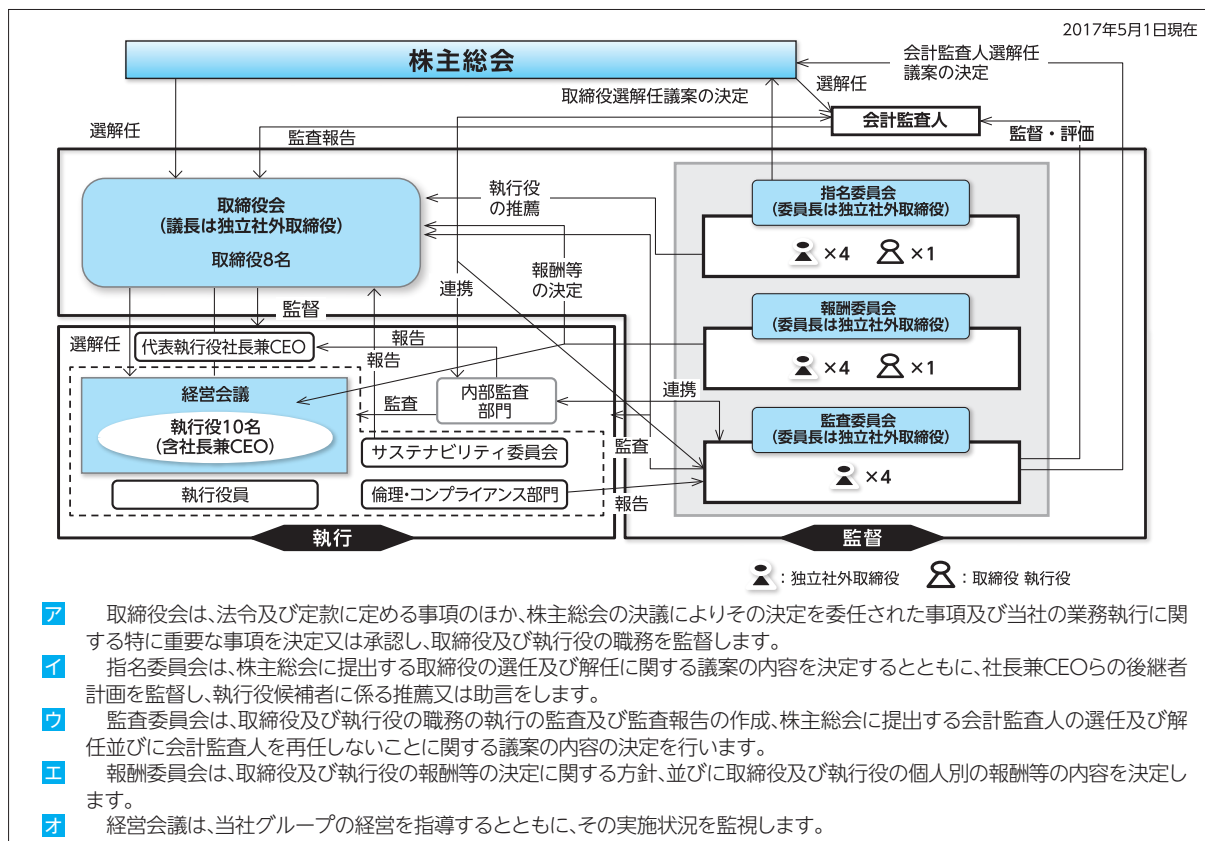 2017年5月1日現在
株主総会
会計監査人選解任
議案の決定
選解任
取締役選解任議案の決定
会計監査人
選解任
監査報告
監督・評価
取締役会
(議長は独立社外取締役)
取締役8名
執行役
の推薦
指名委員会
(委員長は独立社外取締役)
×4
×1
連携
報酬等
の決定
監督
報酬委員会
(委員長は独立社外取締役)
×4
×1
選解任
代表執行役社長兼CEO
報告
報告
経営会議
執行役10名
(含社長兼CEO)
監査
内部監査
部門
連携
監査委員会
(委員長は独立社外取締役)
×4
サステナビリティ委員会
監査
執行役員
倫理・コンプライアンス部門
報告
執行
監督
:独立社外取締役
:取締役 執行役
ア 取締役会は、法令及び定款に定める事項のほか、株主総会の決議によりその決定を委任された事項及び当社の業務執行に関
する特に重要な事項を決定又は承認し、取締役及び執行役の職務を監督します。
イ 指名委員会は、株主総会に提出する取締役の選任及び解任に関する議案の内容を決定するとともに、社長兼CEOらの後継者
計画を監督し、執行役候補者に係る推薦又は助言をします。
ウ 監査委員会は、取締役及び執行役の職務の執行の監査及び監査報告の作成、株主総会に提出する会計監査人の選任及び解
任並びに会計監査人を再任しないことに関する議案の内容の決定を行います。
エ 報酬委員会は、取締役及び執行役の報酬等の決定に関する方針、並びに取締役及び執行役の個人別の報酬等の内容を決定し
ます。
オ 経営会議は、当社グループの経営を指導するとともに、その実施状況を監視します。